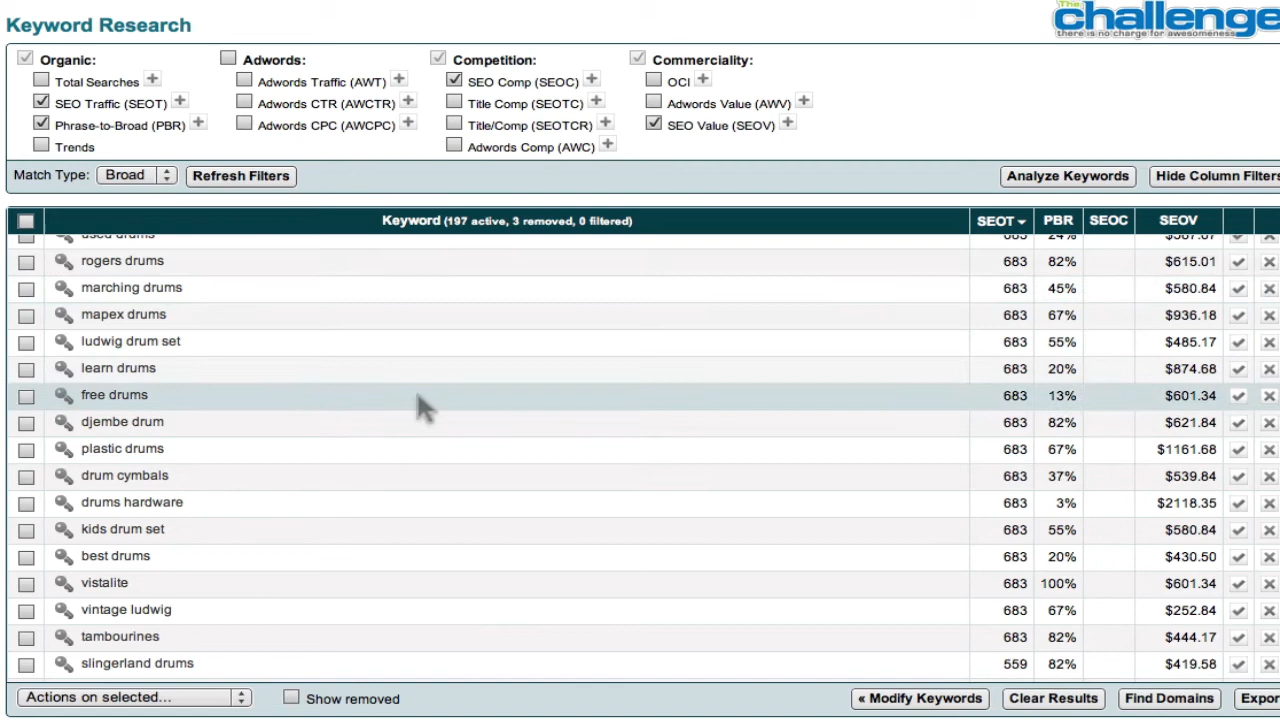 The
challenge
there is no charge for awesomeness
Keyword Research
Organic: Adwords: Competition: Commerciality:
Total Searches + Adwords Traffic (AWT) + SEO Comp (SEOC) + OCI +
SEO Traffic (SEOT) + Adwords CTR (AWCTR) + Title Comp (SEOTC) + Adwords Value (AWV) +
Phrase-to-Broad (PBR) + Adwords CPC (AWCPC) + Title/Comp (SEOTCR) + SEO Value (SEOV) +
Trends Adwords Comp (AWC) +
Match Type: Broad Refresh Filters Analyze Keywords Hide Column Filters
Keyword (197 active, 3 removed, 0 filtered) SEOT PBR SEOC SEOV
used drums 683 24%
rogers drums 683 82% $615.01
marching drums 683 45% $580.84
mapex drums 683 67% $936.18
ludwig drum set 683 55% $485.17
learn drums 683 20% $874.68
free drums 683 13% $601.34
djembe drum 683 82% $621.84
plastic drums 683 67% $1161.68
drum cymbals 683 37% $539.84
drums hardware 683 3% $2118.35
kids drum set 683 55% $580.84
best drums 683 20% $430.50
vistalite 683 100% $601.34
vintage ludwig 683 67% $252.84
tambourines 683 82% $444.17
slingerland drums 559 82% $419.58
Actions on selected... Show removed « Modify Keywords Clear Results Find Domains Expor